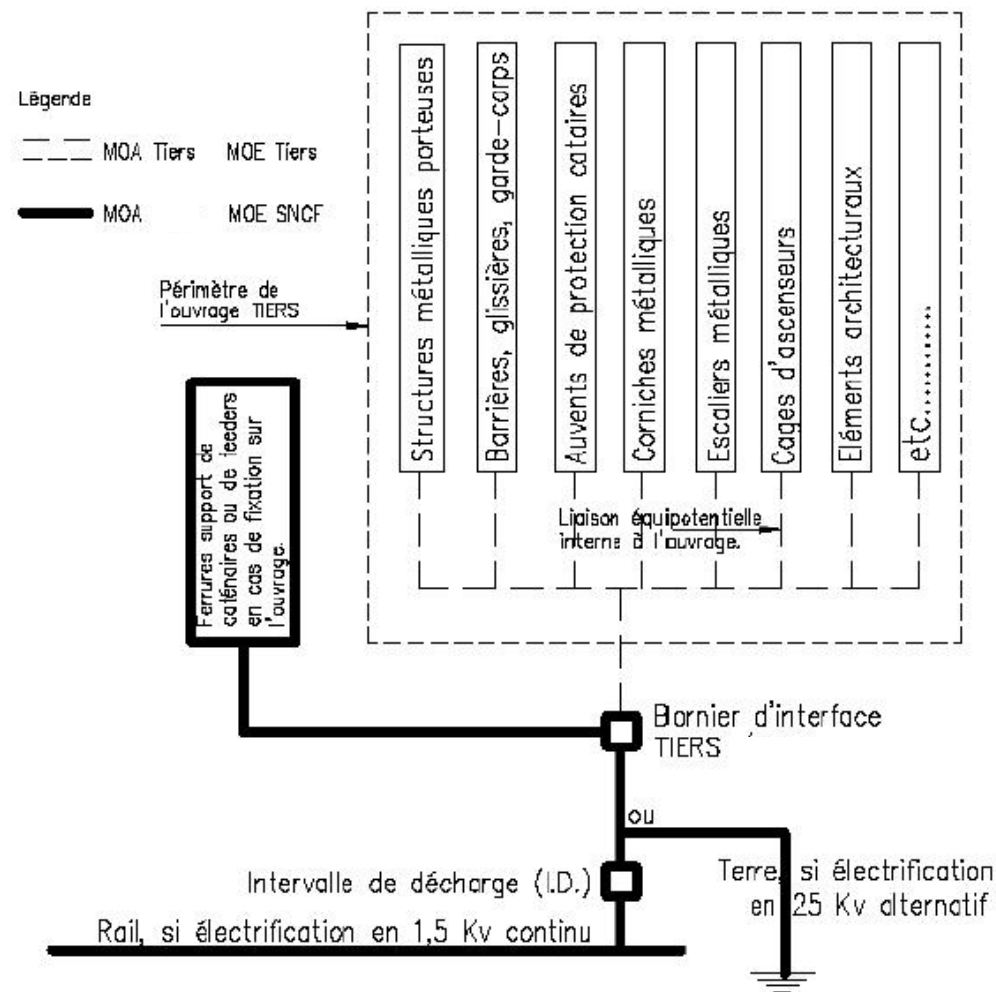 Légende
MOA Tiers MOE Tiers
MOA MOE SNCF
Périmètre de
l'ouvrage TIERS
Structures métalliques porteuses
Barrières, glissières, garde-corps
Auvents de protection cataires
Corniches métalliques
Escaliers métalliques
Cages d'ascenseurs
Eléments architecturaux
etc...........
Liaison équipotentielle
interne à l'ouvrage.
Ferrures support de
caténaires ou de leeders
en cas de fixation sur
l'ouvrage.
Bornier d'interface
TIERS
ou
Intervalle de décharge (I.D.)
Terre, si électrification
en 25 Kv alternatif
Rail, si électrification en 1,5 Kv continu